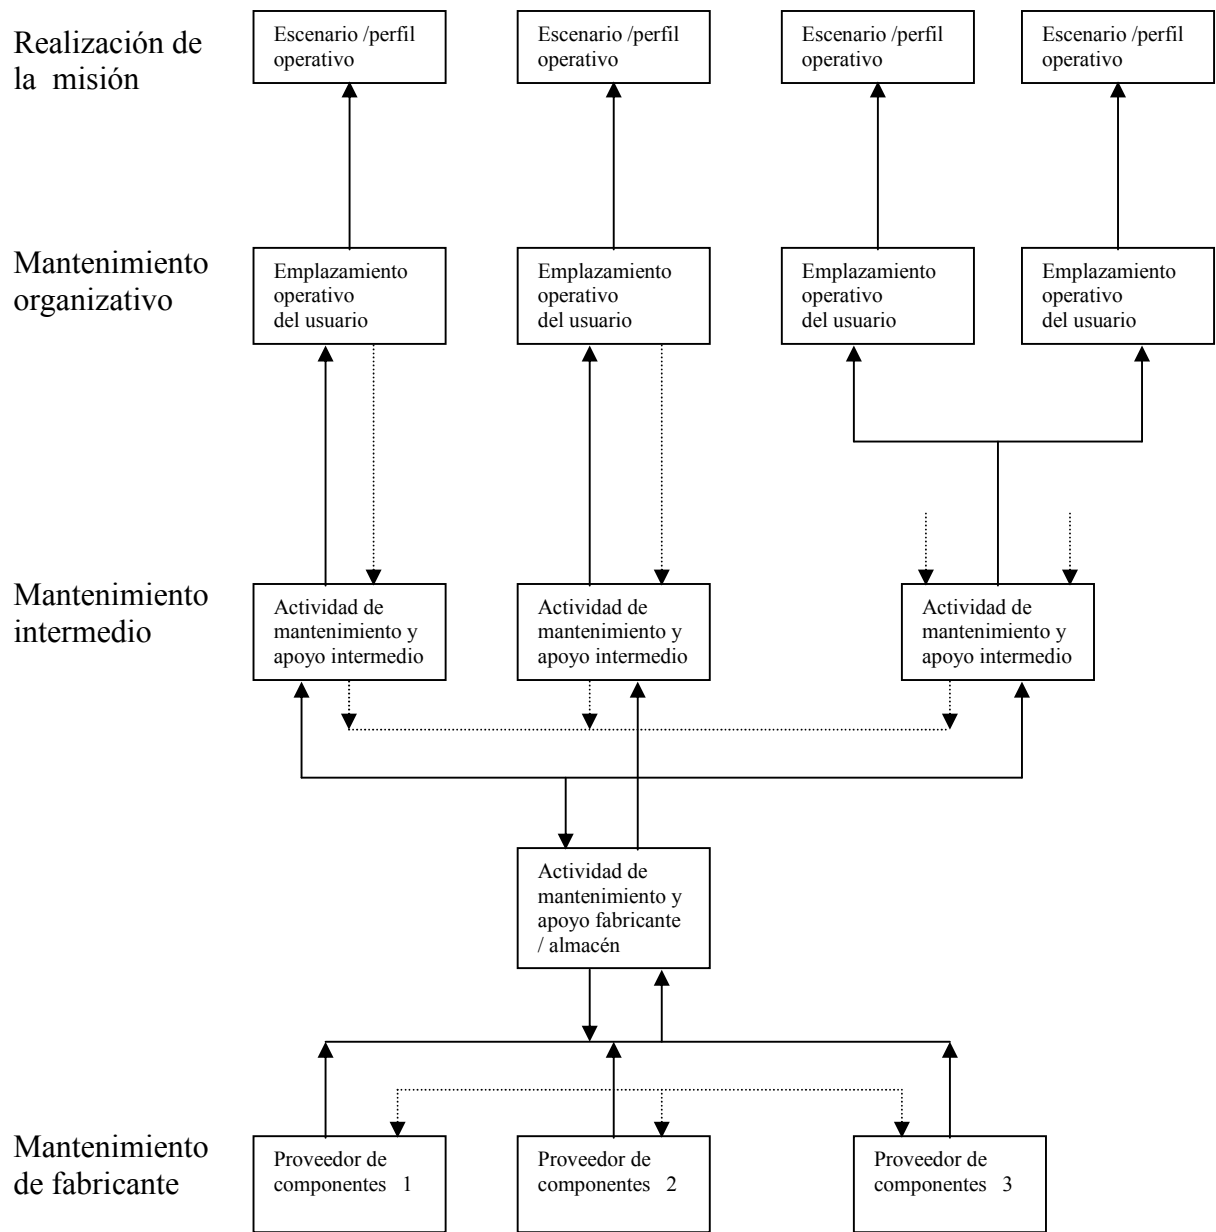 Realización de
la misión
Escenario /perfil
operativo
Escenario /perfil
operativo
Escenario /perfil
operativo
Escenario /perfil
operativo
Mantenimiento
organizativo
Emplazamiento
operativo
del usuario
Emplazamiento
operativo
del usuario
Emplazamiento
operativo
del usuario
Emplazamiento
operativo
del usuario
Mantenimiento
intermedio
Actividad de
mantenimiento y
apoyo intermedio
Actividad de
mantenimiento y
apoyo intermedio
Actividad de
mantenimiento y
apoyo intermedio
Actividad de
mantenimiento y
apoyo fabricante
/ almacén
Mantenimiento
de fabricante
Proveedor de
componentes 1
Proveedor de
componentes 2
Proveedor de
componentes 3